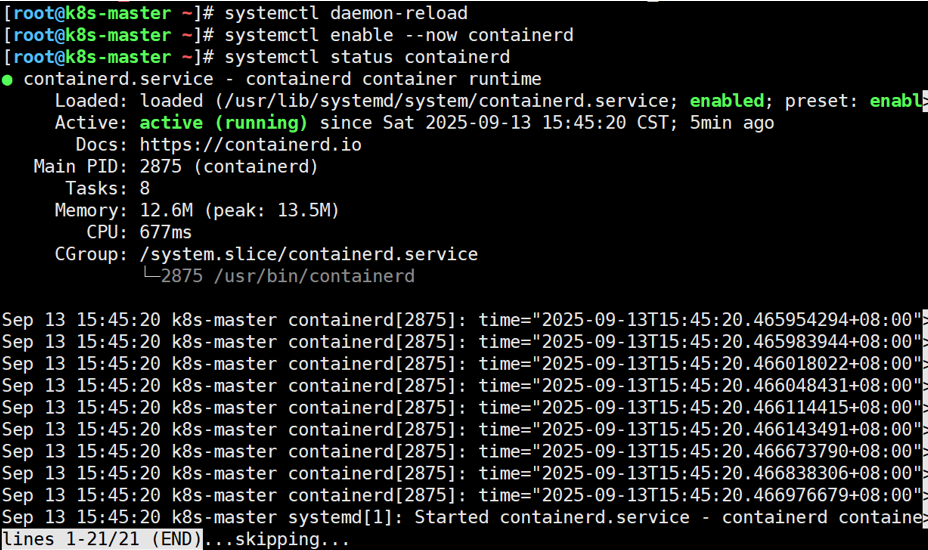 [root@k8s-master ~]# systemctl daemon-reload
[root@k8s-master ~]# systemctl enable --now containerd
[root@k8s-master ~]# systemctl status containerd
● containerd.service - containerd container runtime
     Loaded: loaded (/usr/lib/systemd/system/containerd.service; enabled; preset: enabl>
     Active: active (running) since Sat 2025-09-13 15:45:20 CST; 5min ago
       Docs: https://containerd.io
   Main PID: 2875 (containerd)
      Tasks: 8
     Memory: 12.6M (peak: 13.5M)
        CPU: 677ms
     CGroup: /system.slice/containerd.service
             └─2875 /usr/bin/containerd
Sep 13 15:45:20 k8s-master containerd[2875]: time="2025-09-13T15:45:20.465954294+08:00">
Sep 13 15:45:20 k8s-master containerd[2875]: time="2025-09-13T15:45:20.465983944+08:00">
Sep 13 15:45:20 k8s-master containerd[2875]: time="2025-09-13T15:45:20.466018022+08:00">
Sep 13 15:45:20 k8s-master containerd[2875]: time="2025-09-13T15:45:20.466048431+08:00">
Sep 13 15:45:20 k8s-master containerd[2875]: time="2025-09-13T15:45:20.466114415+08:00">
Sep 13 15:45:20 k8s-master containerd[2875]: time="2025-09-13T15:45:20.466143491+08:00">
Sep 13 15:45:20 k8s-master containerd[2875]: time="2025-09-13T15:45:20.466673790+08:00">
Sep 13 15:45:20 k8s-master containerd[2875]: time="2025-09-13T15:45:20.466838306+08:00">
Sep 13 15:45:20 k8s-master containerd[2875]: time="2025-09-13T15:45:20.466976679+08:00">
Sep 13 15:45:20 k8s-master systemd[1]: Started containerd.service - containerd containe>
lines 1-21/21 (END)...skipping...